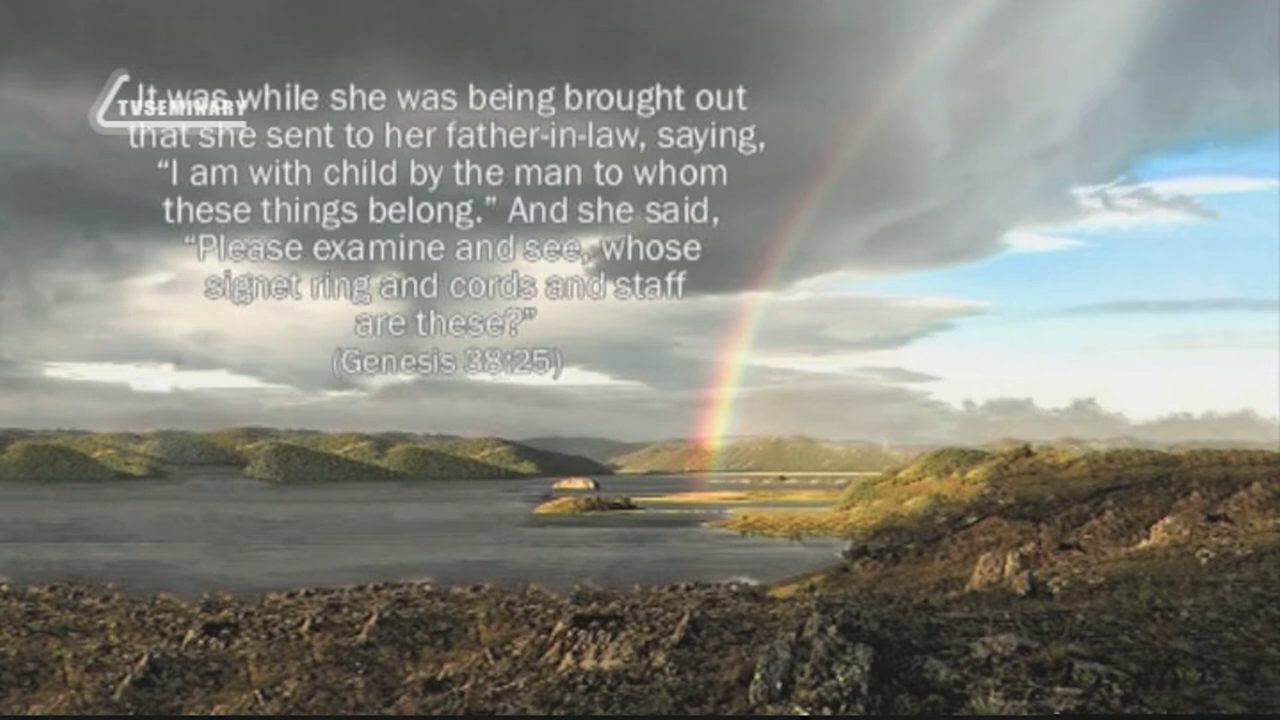 It was while she was being brought out
TVSEMINARY
that she sent to her father-in-law, saying,
“I am with child by the man to whom
these things belong.” And she said,
“Please examine and see, whose
signet ring and cords and staff
are these?”
(Genesis 38:25)